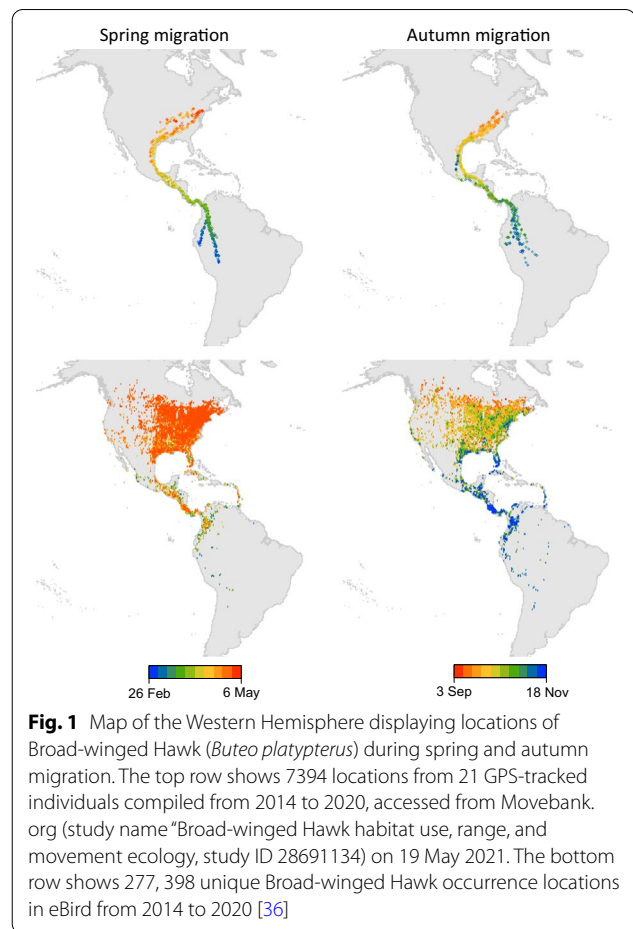 Spring migration
Autumn migration
26 Feb
6 May
3 Sep
18 Nov
Fig. 1 Map of the Western Hemisphere displaying locations of
Broad-winged Hawk (Buteo platypterus) during spring and autumn
migration. The top row shows 7394 locations from 21 GPS-tracked
individuals compiled from 2014 to 2020, accessed from Movebank.
org (study name “Broad-winged Hawk habitat use, range, and
movement ecology, study ID 28691134) on 19 May 2021. The bottom
row shows 277, 398 unique Broad-winged Hawk occurrence locations
in eBird from 2014 to 2020 [36]